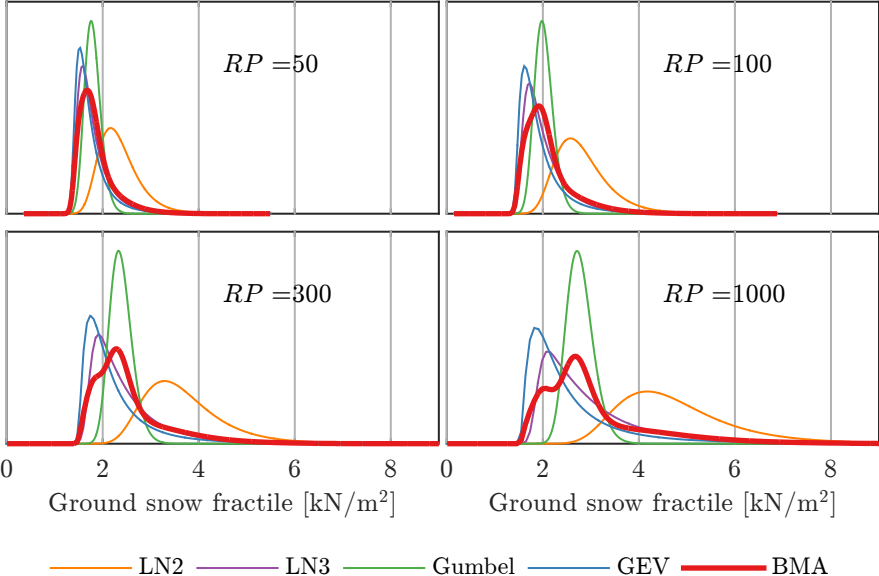 RP =50
RP =100
RP =300
RP =1000
0 2 4 6 8 0 2 4 6 8
Ground snow fractile [kN/m²] Ground snow fractile [kN/m²]
LN2 LN3 Gumbel GEV BMA